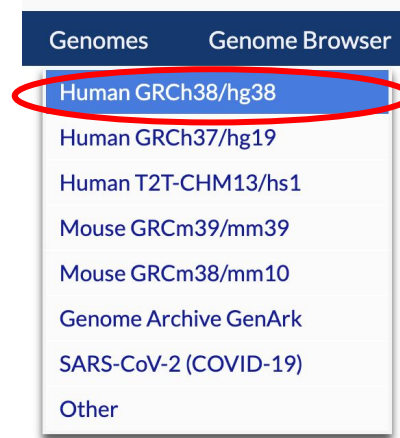 Genomes Genome Browser
Human GRCh38/hg38
Human GRCh37/hg19
Human T2T-CHM13/hs1
Mouse GRCm39/mm39
Mouse GRCm38/mm10
Genome Archive GenArk
SARS-CoV-2 (COVID-19)
Other